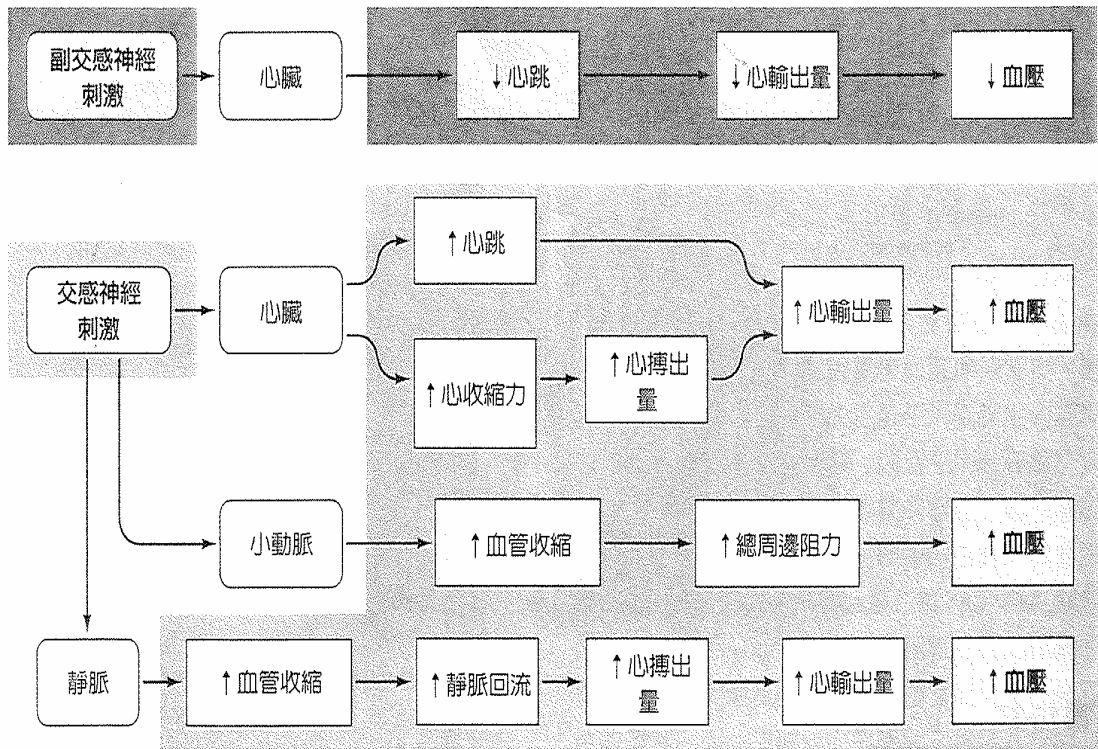 副交感神經
刺激
心臟
↓心跳
↓心輸出量
↓血壓
↑心跳
交感神經
刺激
心臟
↑心輸出量
↑血壓
↑心收縮力
↑心搏出
量
小動脈
↑血管收縮
↑總周邊阻力
↑血壓
靜脈
↑血管收縮
↑靜脈回流
↑心搏出
量
↑心輸出量
↑血壓